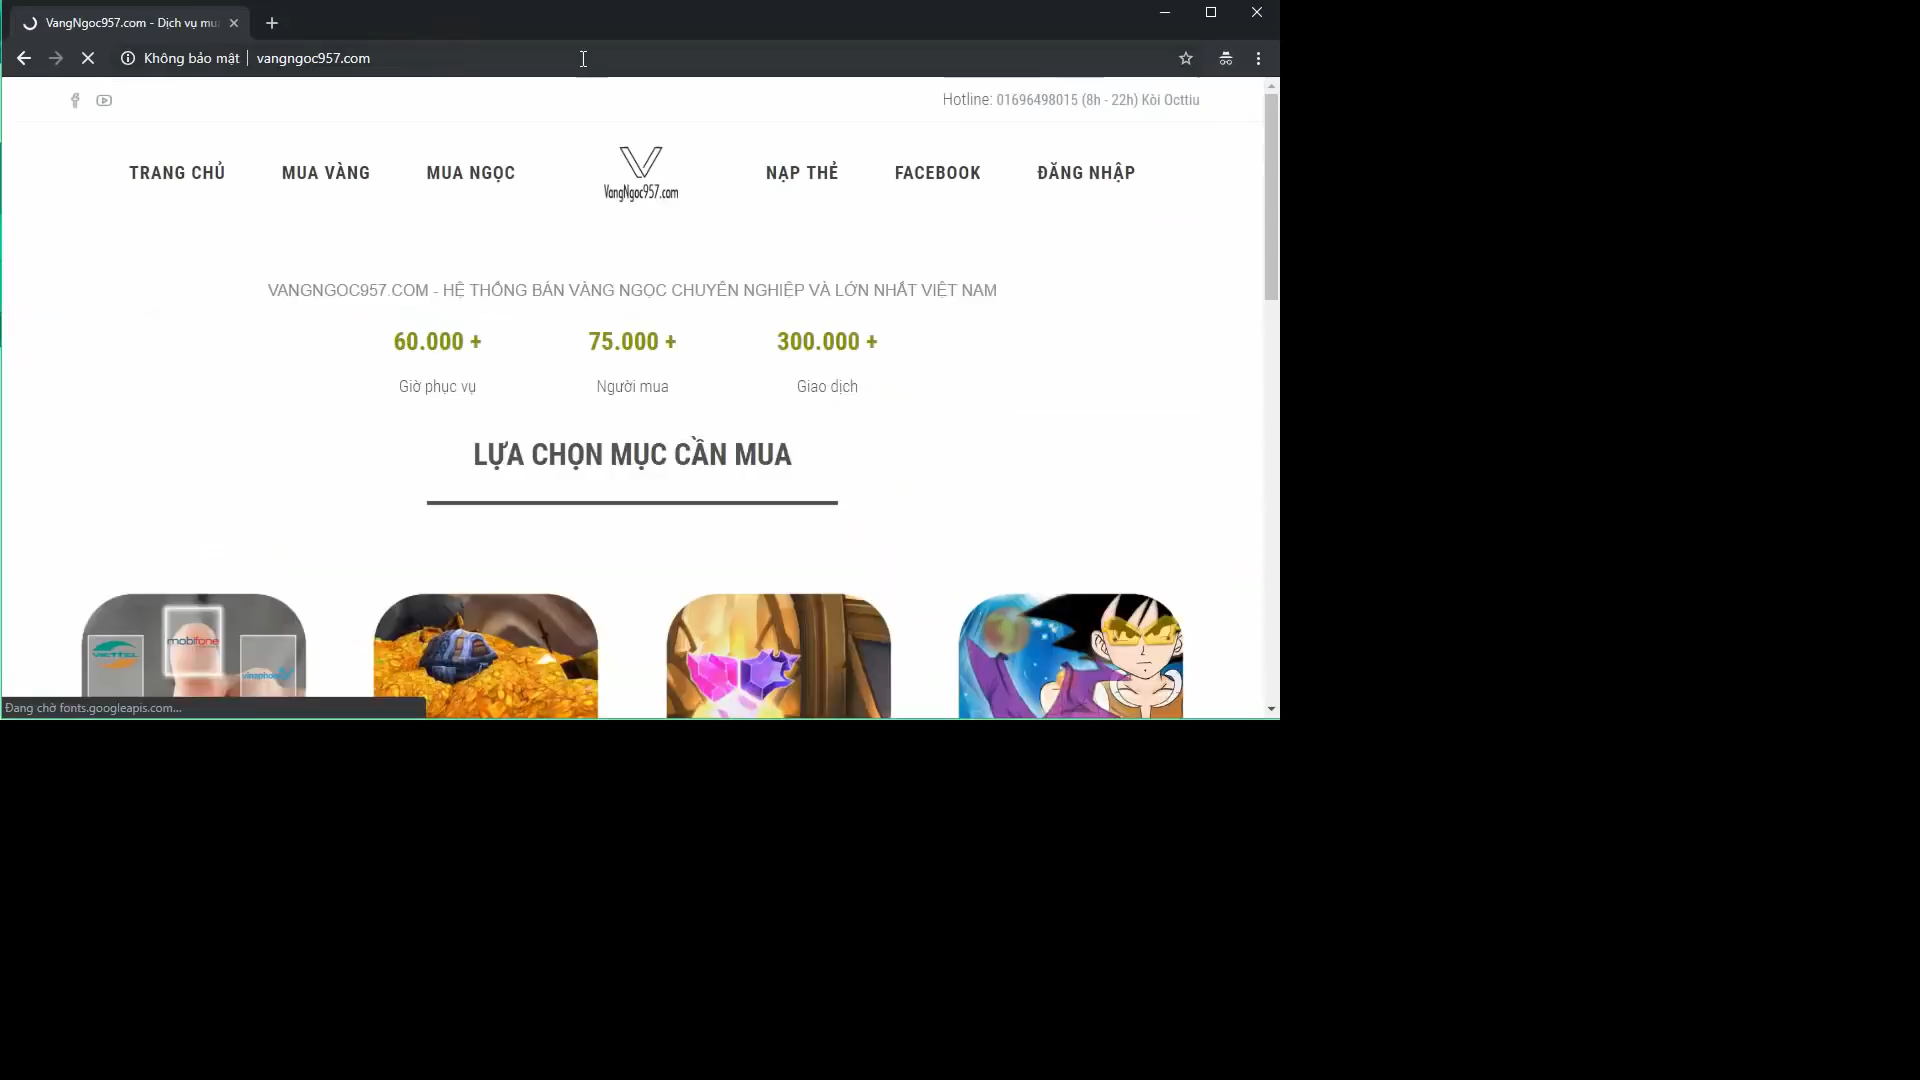 VangNgoc957.com - Dịch vụ mu
Không bảo mật
vangngoc957.com
Hotline: 01696498015 (8h - 22h) Kòi Octtiu
TRANG CHỦ
MUA VÀNG
MUA NGỌC
VangNgoc957.com
NẠP THẺ
FACEBOOK
ĐĂNG NHẬP
VANGNGOC957.COM - HỆ THỐNG BÁN VÀNG NGỌC CHUYÊN NGHIỆP VÀ LỚN NHẤT VIỆT NAM
60.000 +
75.000 +
300.000 +
Giờ phục vụ
Người mua
Giao dịch
LỰA CHỌN MỤC CẦN MUA
VIETTEL
mobifone
vinaphone
Đang chờ fonts.googleapis.com...